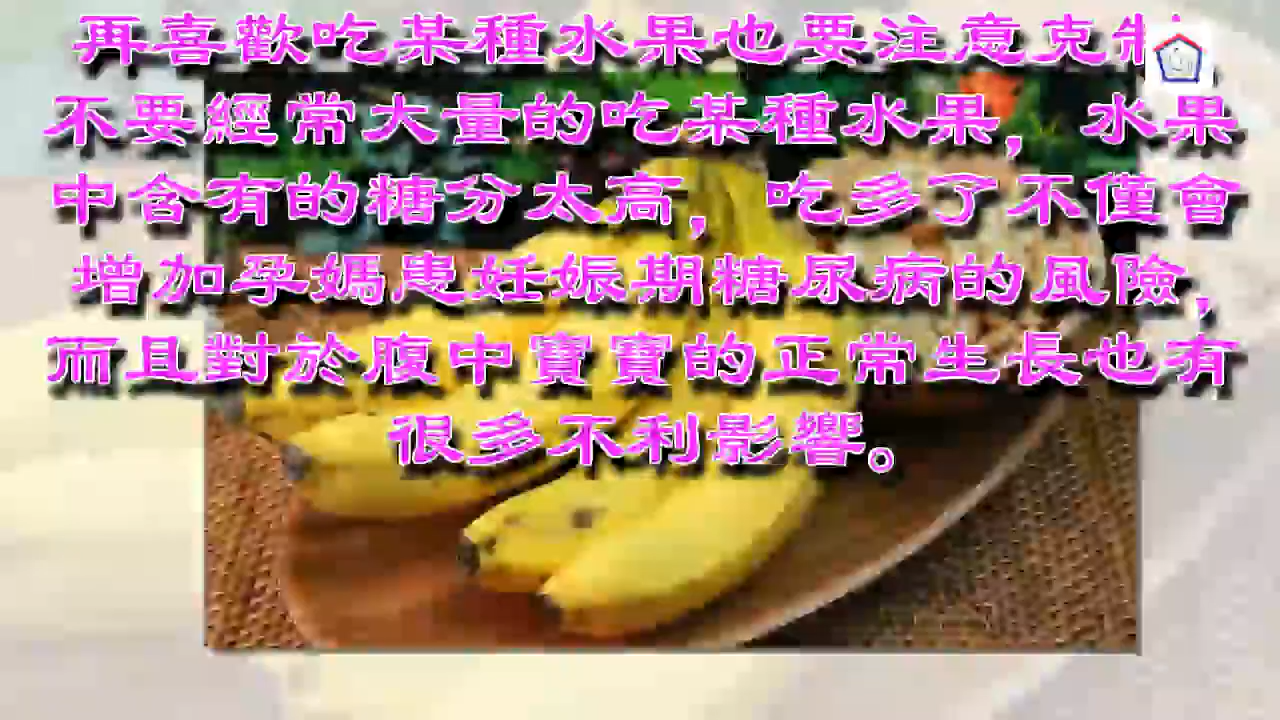 再喜歡吃某種水果也要注意克制
不要經常大量的吃某種水果，水果
中含有的糖分太高，吃多了不僅會
增加孕媽患妊娠期糖尿病的風險，
而且對於腹中寶寶的正常生長也有
很多不利影響。